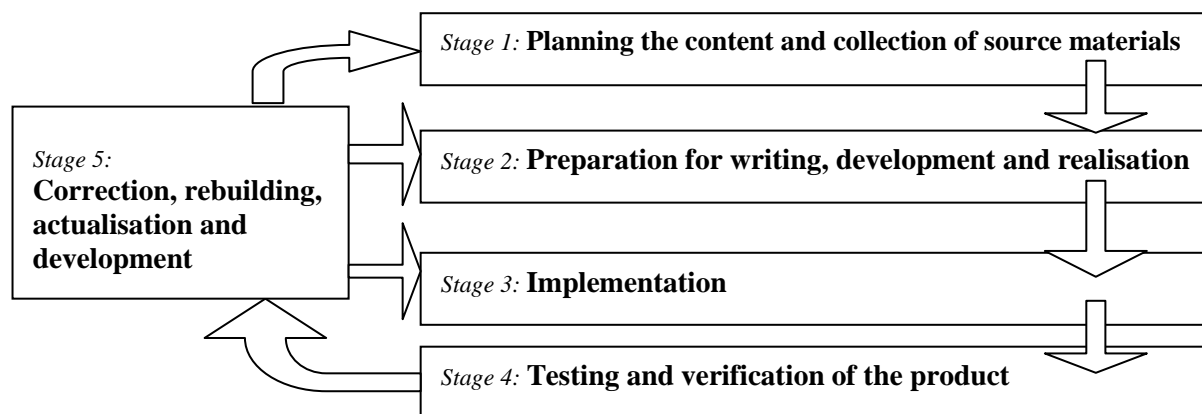 Stage 1: Planning the content and collection of source materials
Stage 5:
Correction, rebuilding,
actualisation and
development
Stage 2: Preparation for writing, development and realisation
Stage 3: Implementation
Stage 4: Testing and verification of the product